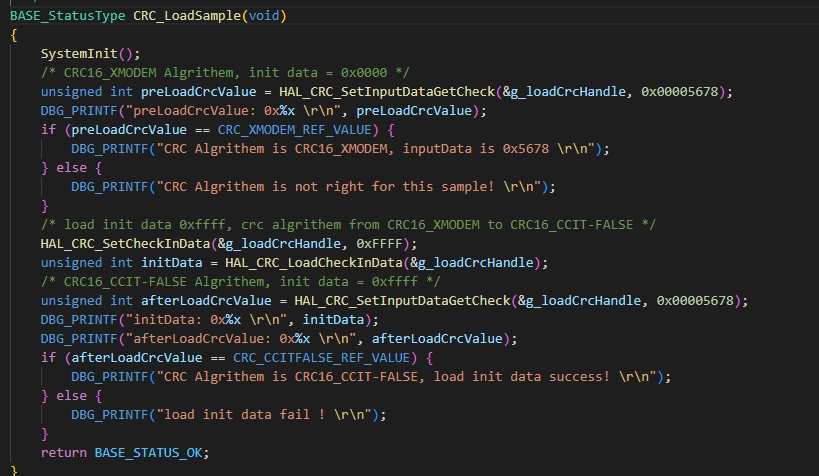 BASE_StatusType CRC_LoadSample(void)
{
    SystemInit();
    /* CRC16_XMODEM Algrithem, init data = 0x0000 */
    unsigned int preLoadCrcValue = HAL_CRC_SetInputDataGetCheck(&g_loadCrcHandle, 0x00005678);
    DBG_PRINTF("preLoadCrcValue: 0x%x \r\n", preLoadCrcValue);
    if (preLoadCrcValue == CRC_XMODEM_REF_VALUE) {
        DBG_PRINTF("CRC Algrithem is CRC16_XMODEM, inputData is 0x5678 \r\n");
    } else {
        DBG_PRINTF("CRC Algrithem is not right for this sample! \r\n");
    }
    /* load init data 0xffff, crc algrithem from CRC16_XMODEM to CRC16_CCIT-FALSE */
    HAL_CRC_SetCheckInData(&g_loadCrcHandle, 0xFFFF);
    unsigned int initData = HAL_CRC_LoadCheckInData(&g_loadCrcHandle);
    /* CRC16_CCIT-FALSE Algrithem, init data = 0xffff */
    unsigned int afterLoadCrcValue = HAL_CRC_SetInputDataGetCheck(&g_loadCrcHandle, 0x00005678);
    DBG_PRINTF("initData: 0x%x \r\n", initData);
    DBG_PRINTF("afterLoadCrcValue: 0x%x \r\n", afterLoadCrcValue);
    if (afterLoadCrcValue == CRC_CCITFALSE_REF_VALUE) {
        DBG_PRINTF("CRC Algrithem is CRC16_CCIT-FALSE, load init data success! \r\n");
    } else {
        DBG_PRINTF("load init data fail ! \r\n");
    }
    return BASE_STATUS_OK;
}